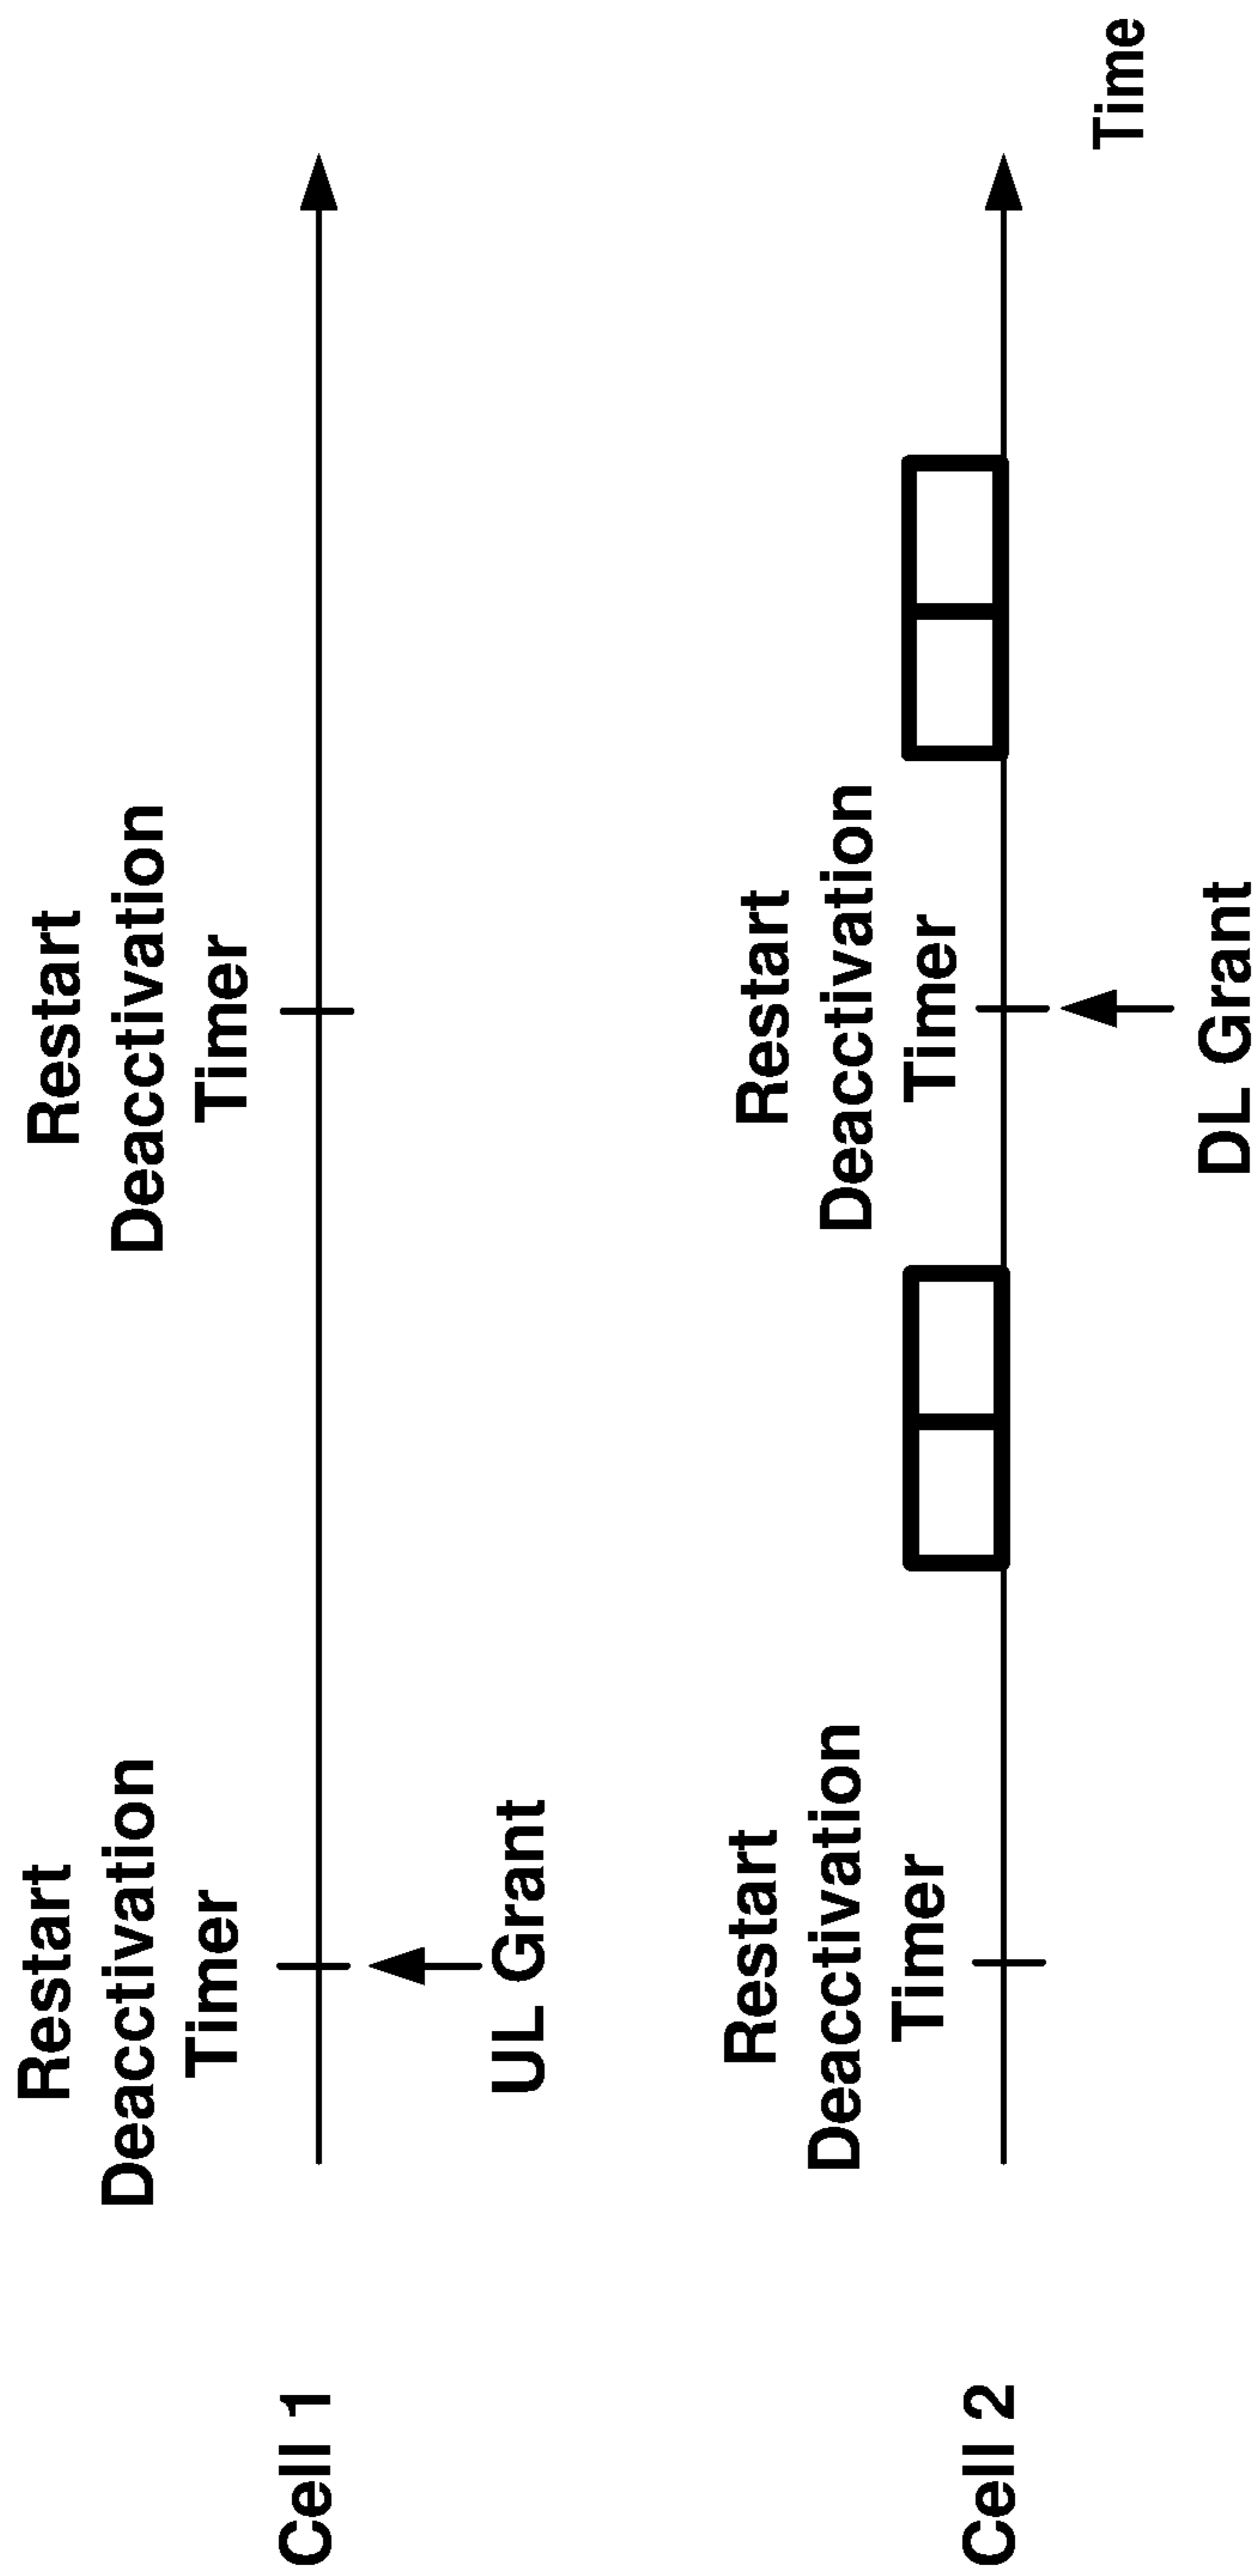 Restart
Deacctivation
Timer
Restart
Deacctivation
Timer
Cell 1
UL Grant
Restart
Deacctivation
Timer
Restart
Deacctivation
Timer
Cell 2
DL Grant
Time